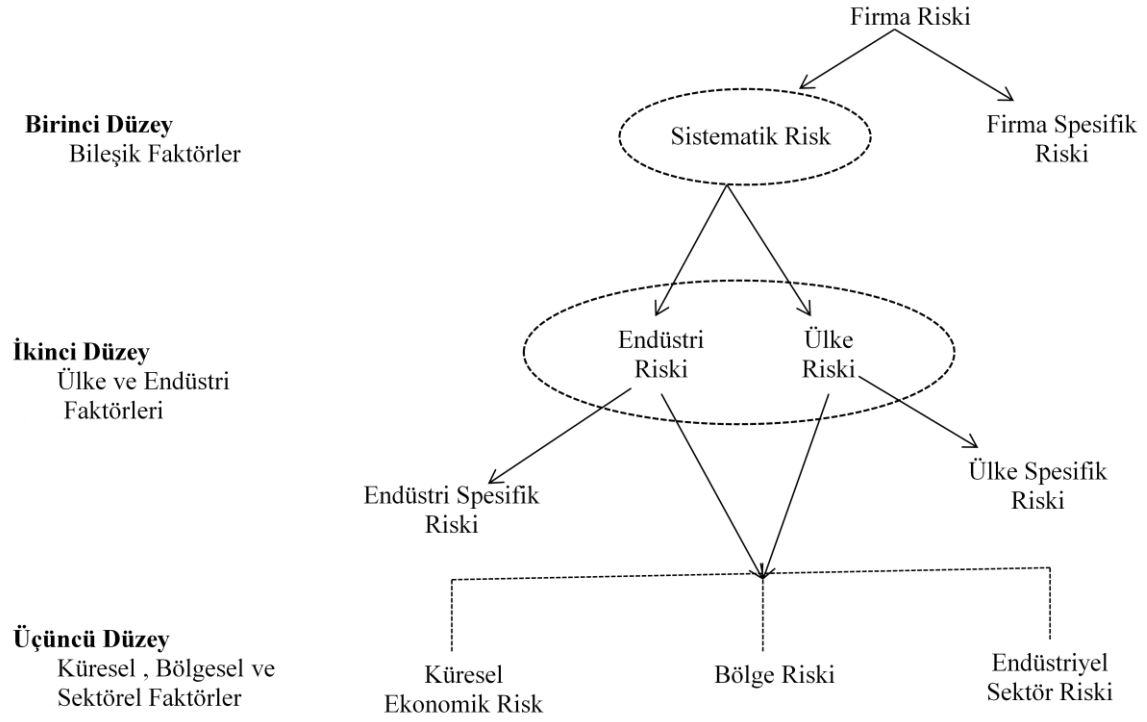 Firma Riski
Birinci Düzey
Bileşik Faktörler
Sistematik Risk
Firma Spesifik
Riski
İkinci Düzey
Ülke ve Endüstri
Faktörleri
Endüstri
Riski
Ülke
Riski
Endüstri Spesifik
Riski
Ülke Spesifik
Riski
Üçüncü Düzey
Küresel , Bölgesel ve
Sektörel Faktörler
Küresel
Ekonomik Risk
Bölge Riski
Endüstriyel
Sektör Riski